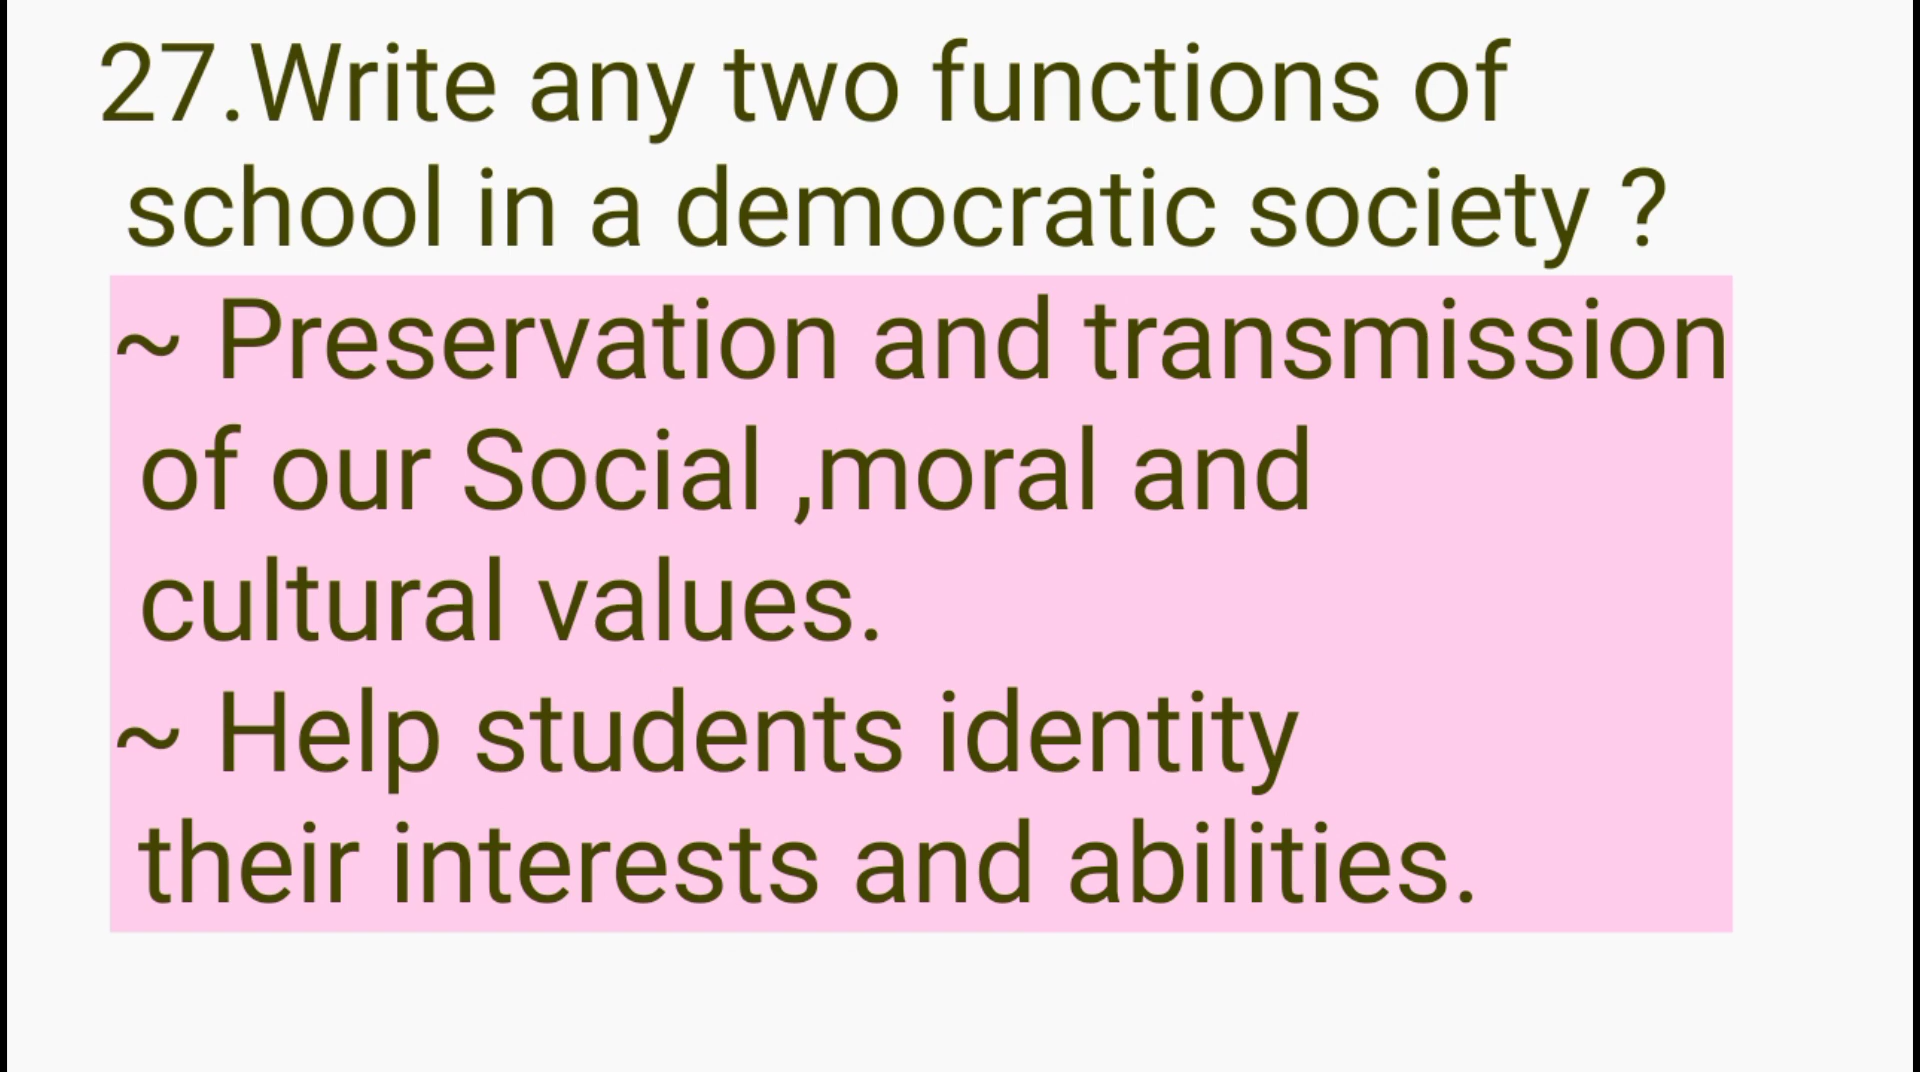 27.Write any two functions of
school in a democratic society ?
~ Preservation and transmission
of our Social ,moral and
cultural values.
~ Help students identity
their interests and abilities.